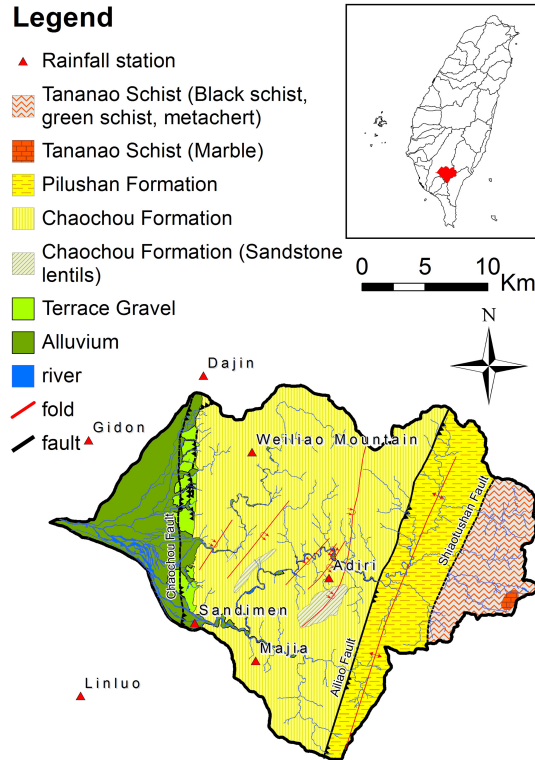 Legend
Rainfall station
Tananao Schist (Black schist,
green schist, metachert)
Tananao Schist (Marble)
Pilushan Formation
Chaochou Formation
Chaochou Formation (Sandstone
lentils)
Terrace Gravel
Alluvium
river
fold
fault
0 5 10 Km
N
Dajin
Gidon
Weiliao Mountain
Chaochou Fault
Shiaotushan Fault
Adiri
Sandimen
Majia
Ailiao Fault
Linluo